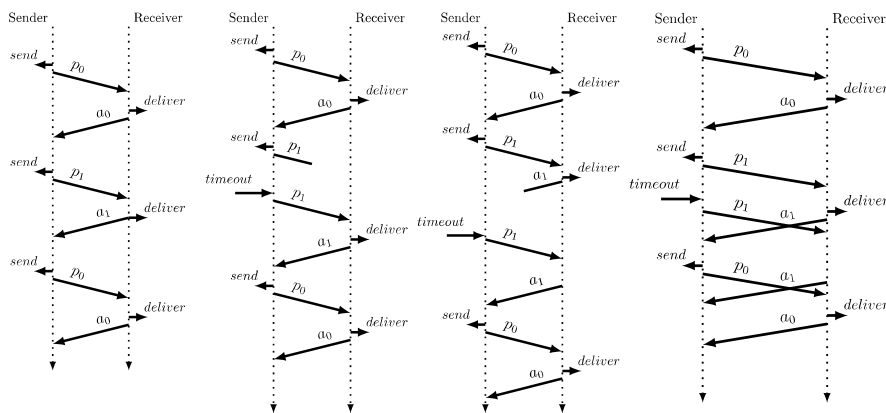 Sender Receiver
send
p0
deliver
a0
send
p1
deliver
a1
send
p0
deliver
a0
Sender Receiver
send
p0
deliver
a0
send
p1
timeout
p1
deliver
a1
send
p0
deliver
a0
Sender Receiver
send
p0
deliver
a0
send
p1
deliver
a1
timeout
p1
a1
send
p0
deliver
a0
Sender Receiver
send
p0
deliver
a0
send
p1
timeout
p1
deliver
a1
send
p0
a1
deliver
a0